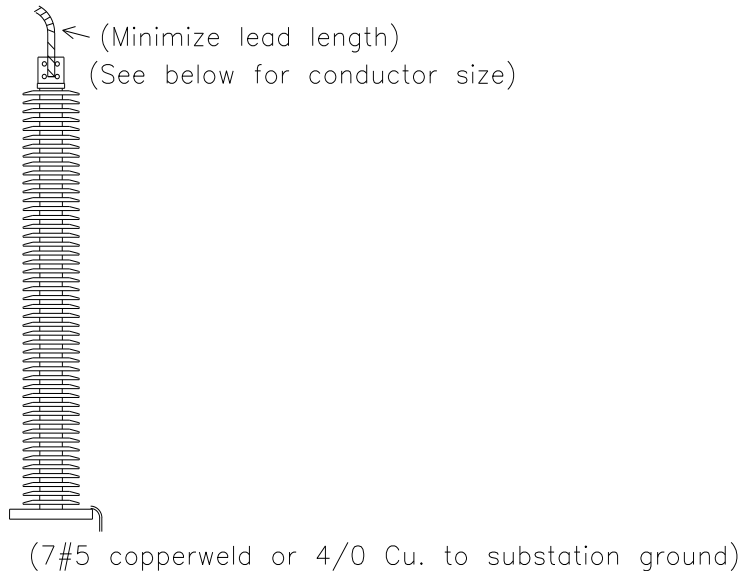 (Minimize lead length)
(See below for conductor size)
(7#5 copperweld or 4/0 Cu. to substation ground)